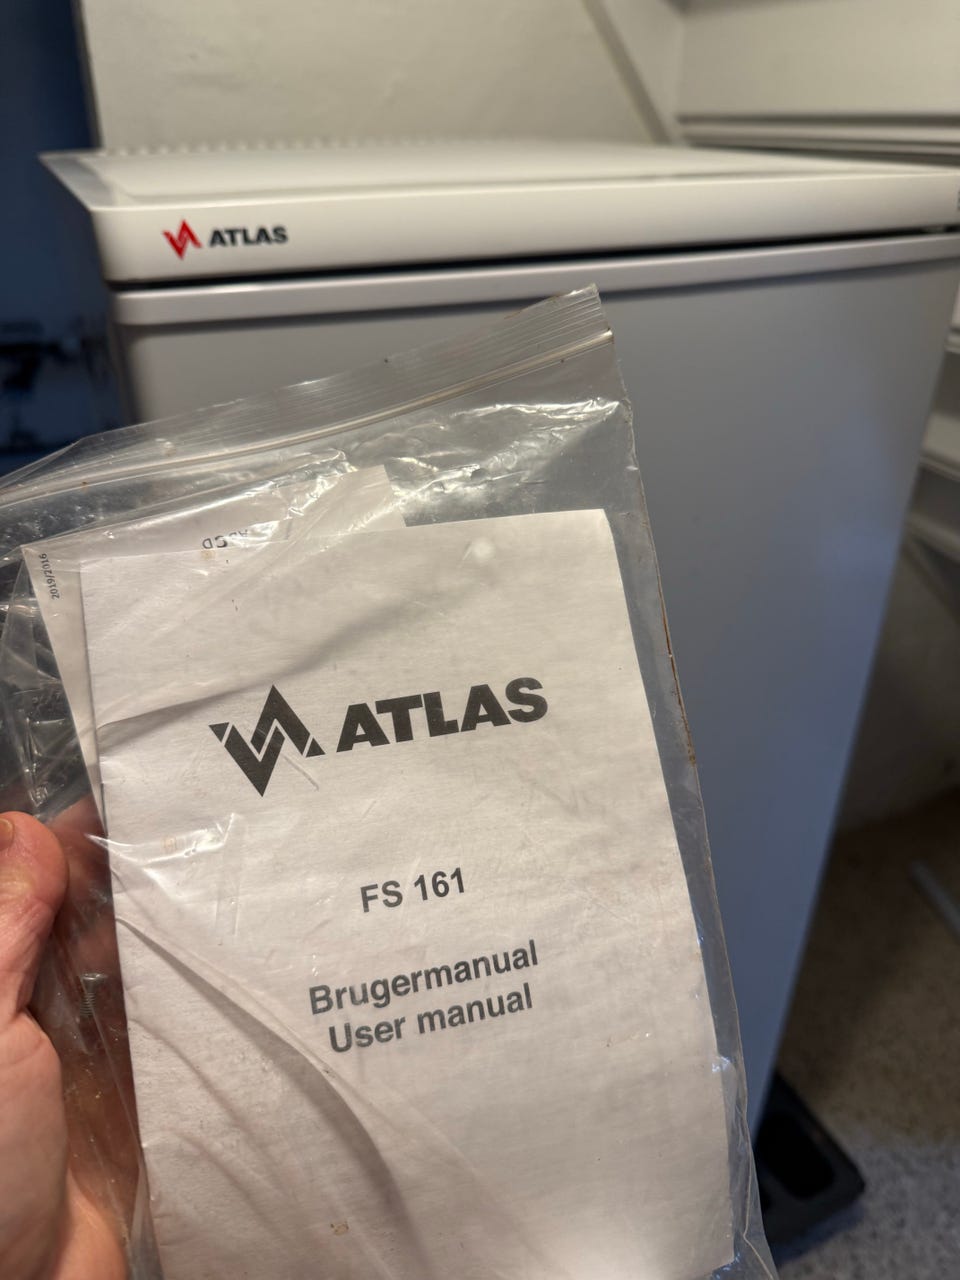 ATLAS
2019/2016
ATLAS
FS 161
Brugermanual
User manual